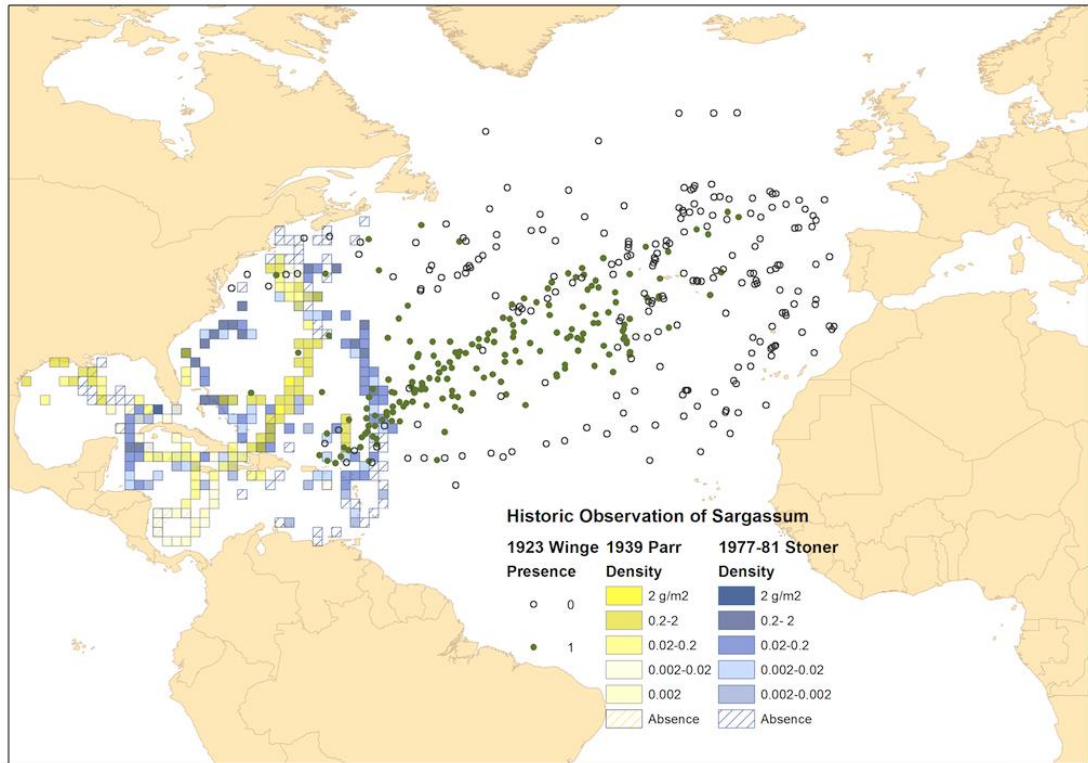 Historic Observation of Sargassum
1923 Winge 1939 Parr 1977-81 Stoner
Presence Density Density
0 2 g/m2 2 g/m2
1 0.2-2 0.2- 2
0.02-0.2 0.02-0.2
0.002-0.02 0.002-0.02
0.002 0.002-0.002
Absence Absence